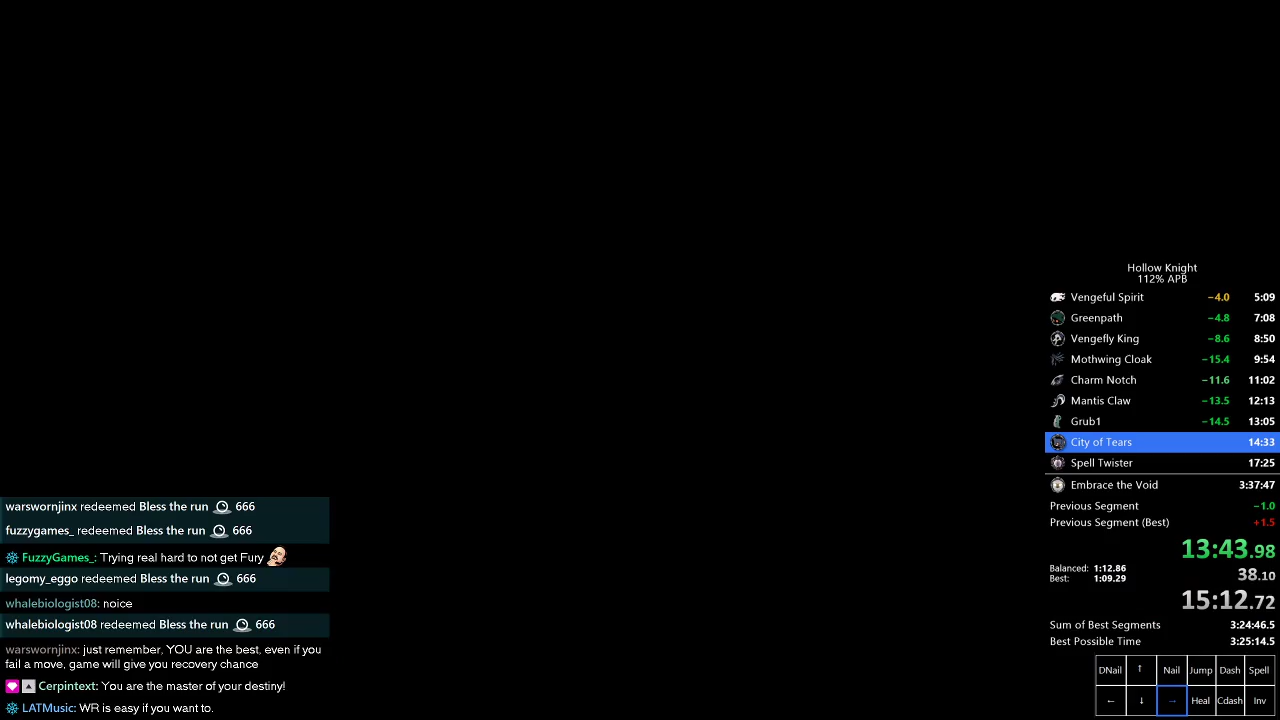 Hollow Knight
112% APB
Vengeful Spirit −4.0 5:09
Greenpath −4.8 7:08
Vengefly King −8.6 8:50
Mothwing Cloak −15.4 9:54
Charm Notch −11.6 11:02
Mantis Claw −13.5 12:13
Grub1 −14.5 13:05
City of Tears 14:33
Spell Twister 17:25
Embrace the Void 3:37:47
Previous Segment −1.0
Previous Segment (Best) +1.5
13:43.98
Balanced: 1:12.86
Best: 1:09.29
38.10
15:12.72
Sum of Best Segments 3:24:46.5
Best Possible Time 3:25:14.5
DNail ↑ Nail Jump Dash Spell
← ↓ → Heal Cdash Inv
warswornjinx redeemed Bless the run 666
fuzzygames_ redeemed Bless the run 666
FuzzyGames_: Trying real hard to not get Fury
legomy_eggo redeemed Bless the run 666
whalebiologist08: noice
whalebiologist08 redeemed Bless the run 666
warswornjinx: just remember, YOU are the best, even if you
fail a move, game will give you recovery chance
Cerpintext: You are the master of your destiny!
LATMusic: WR is easy if you want to.